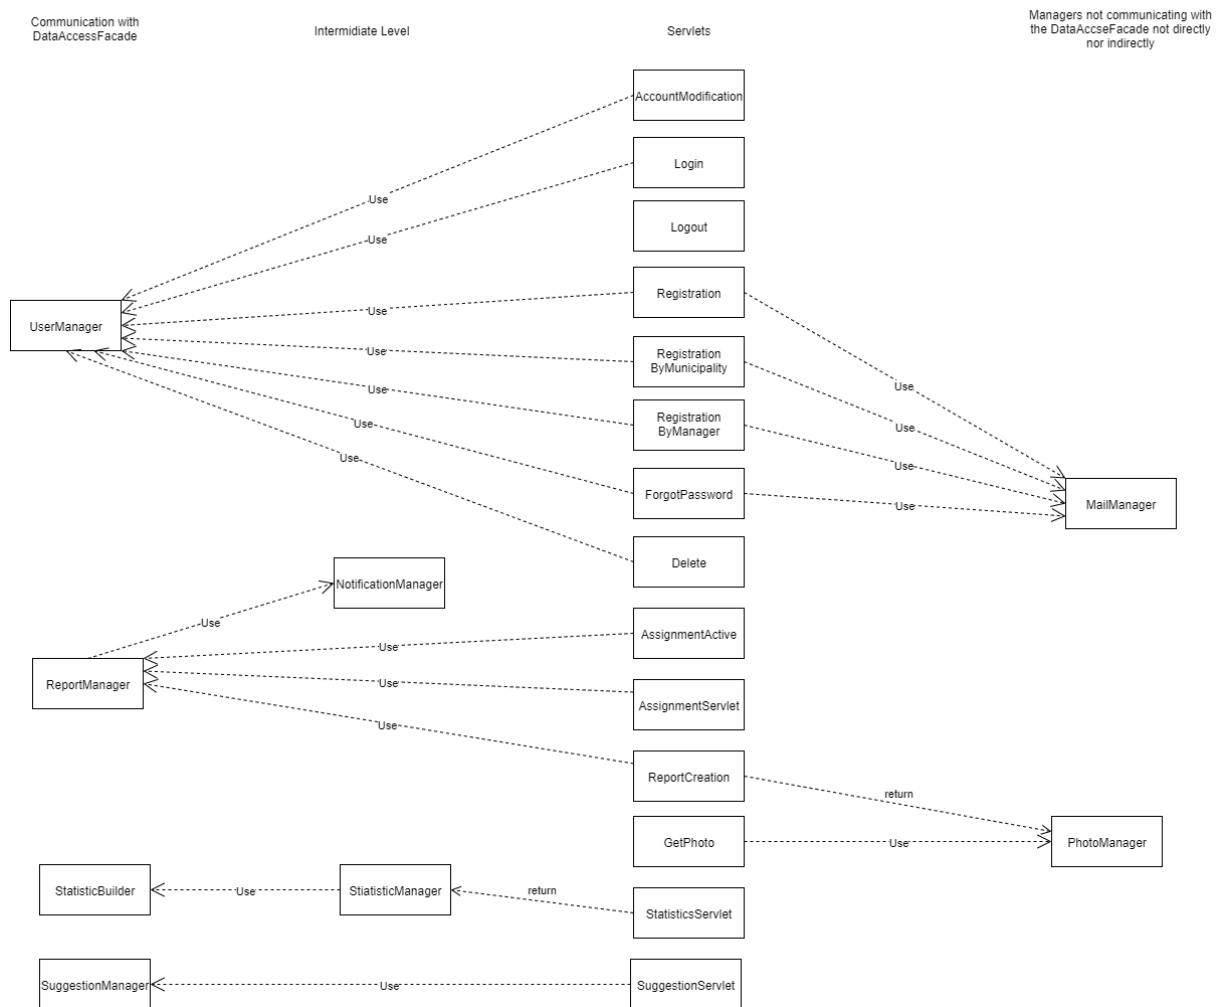 Communication with
DataAccessFacade
Intermidiate Level
Servlets
Managers not communicating with
the DataAccseFacade not directly
nor indirectly
AccountModification
Login
Use
Logout
Use
Registration
Use
UserManager
Registration
ByMunicipality
Use
Use
Use
Registration
ByManager
Use
Use
Use
Use
ForgotPassword
Use
MailManager
Delete
NotificationManager
Use
AssignmentActive
Use
ReportManager
Use
AssignmentServlet
Use
ReportCreation
return
GetPhoto
Use
PhotoManager
StatisticBuilder
Use
StiatisticManager
return
StatisticsServlet
SuggestionManager
Use
SuggestionServlet